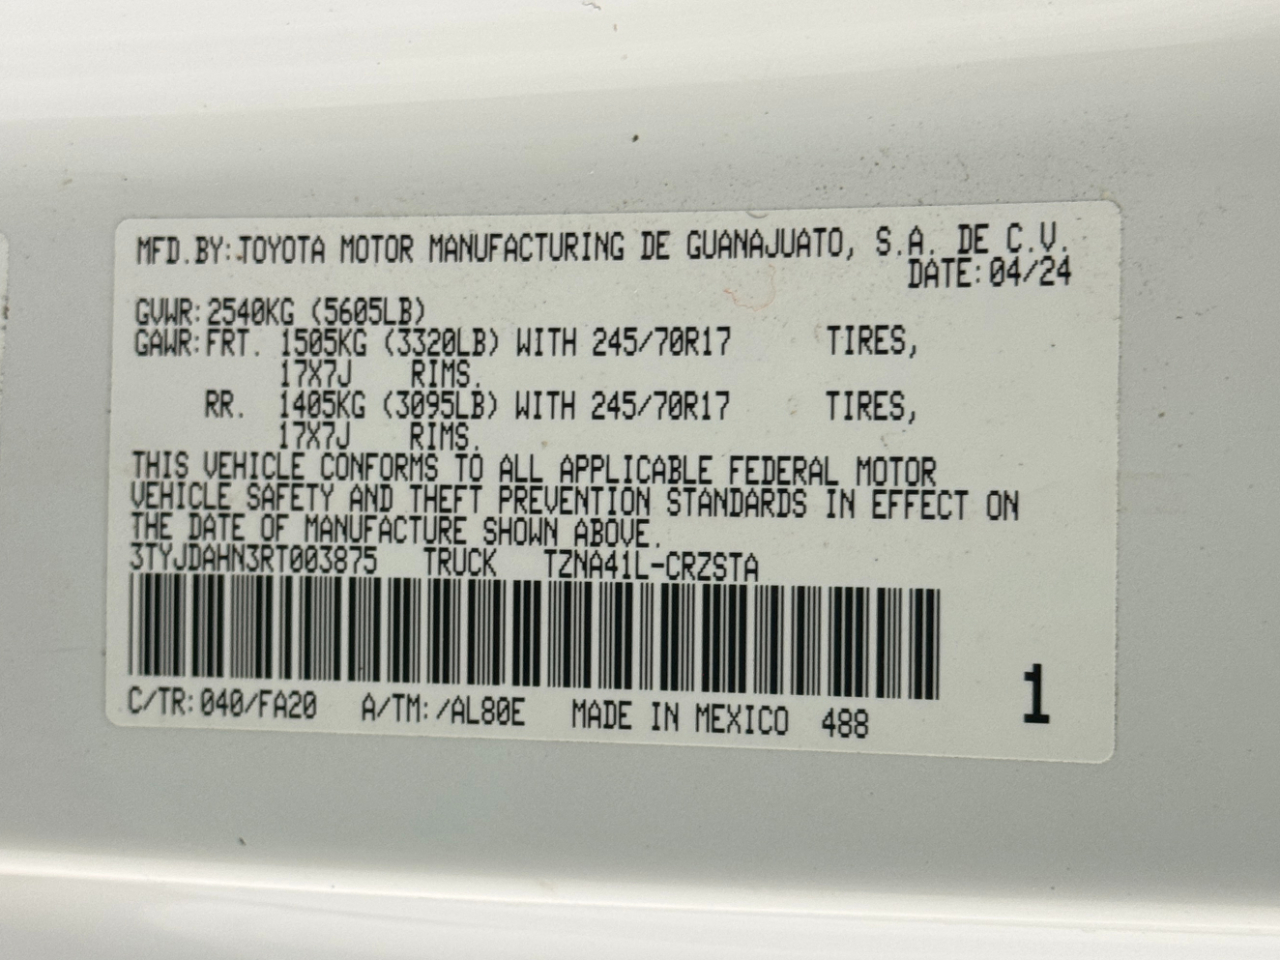 MFD.BY:TOYOTA MOTOR MANUFACTURING DE GUANAJUATO, S.A. DE C.V.
DATE:04/24
GVWR:2540KG (5605LB)
GAWR:FRT. 1505KG (3320LB) WITH 245/70R17 TIRES,
17X7J RIMS.
RR. 1405KG (3095LB) WITH 245/70R17 TIRES,
17X7J RIMS.
THIS VEHICLE CONFORMS TO ALL APPLICABLE FEDERAL MOTOR
VEHICLE SAFETY AND THEFT PREVENTION STANDARDS IN EFFECT ON
THE DATE OF MANUFACTURE SHOWN ABOVE.
3TYJDAHN3RT003875 TRUCK TZNA41L-CRZSTA
C/TR:040/FA20 A/TM:/AL80E MADE IN MEXICO 488
1